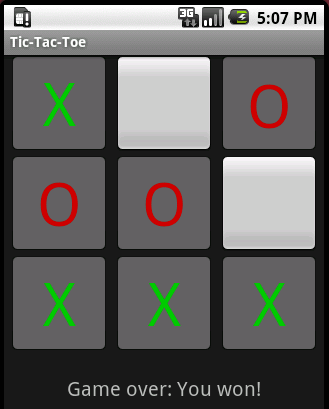 3G 5:07 PM
Tic-Tac-Toe
X O
O O
X X X
Game over: You won!